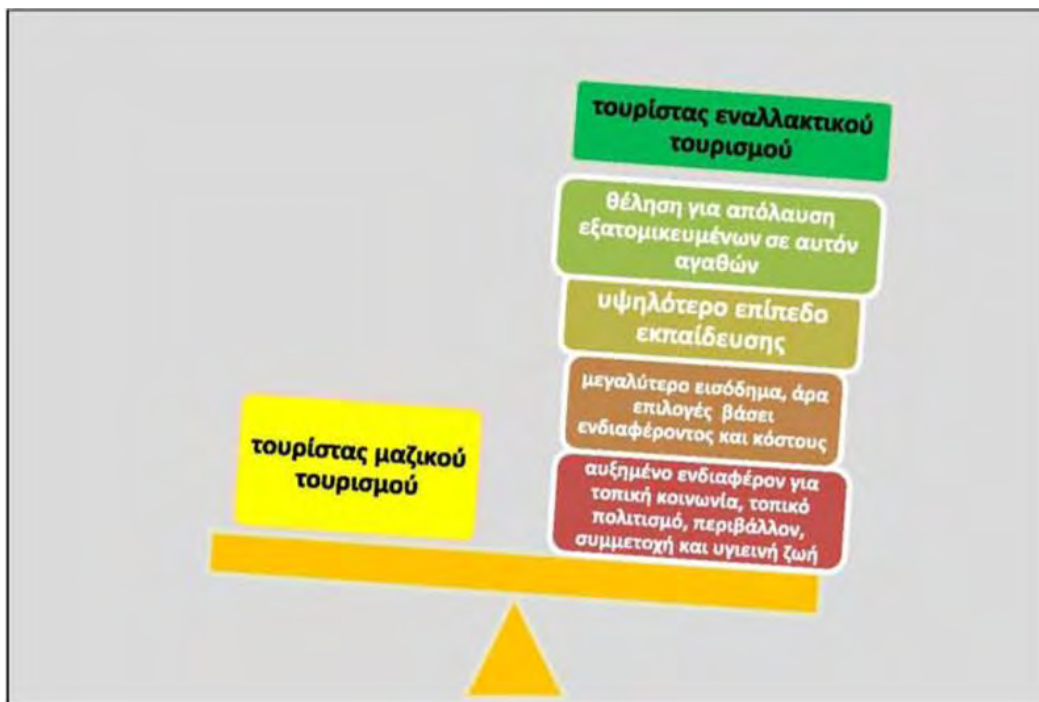 τουρίστας εναλλακτικού
τουρισμού
θέληση για απόλαυση
εξατομικευμένων σε αυτόν
αγαθών
υψηλότερο επίπεδο
εκπαίδευσης
μεγαλύτερο εισόδημα, άρα
επιλογές βάσει
ενδιαφέροντος και κόστους
τουρίστας μαζικού
τουρισμού
αυξημένο ενδιαφέρον για
τοπική κοινωνία, τοπικό
πολιτισμό, περιβάλλον,
συμμετοχή και υγιεινή ζωή